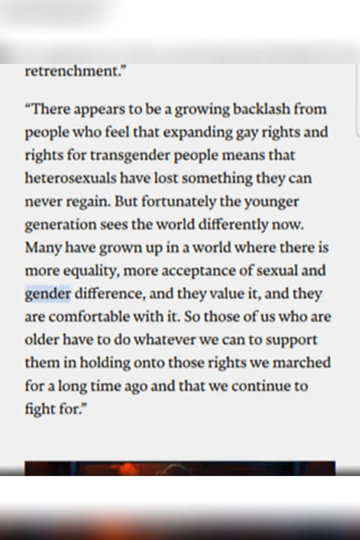 retrenchment.”
“There appears to be a growing backlash from
people who feel that expanding gay rights and
rights for transgender people means that
heterosexuals have lost something they can
never regain. But fortunately the younger
generation sees the world differently now.
Many have grown up in a world where there is
more equality, more acceptance of sexual and
gender difference, and they value it, and they
are comfortable with it. So those of us who are
older have to do whatever we can to support
them in holding onto those rights we marched
for a long time ago and that we continue to
fight for.”